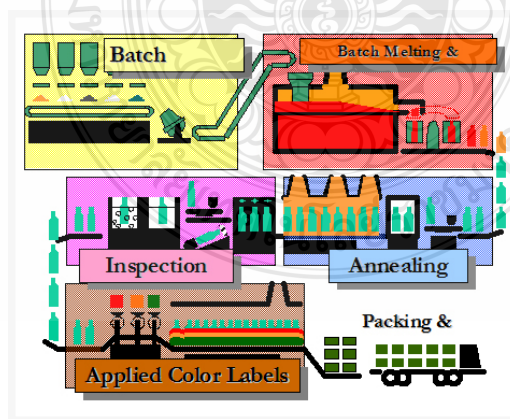 Batch
Batch Melting &
Inspection
Annealing
Applied Color Labels
Packing &